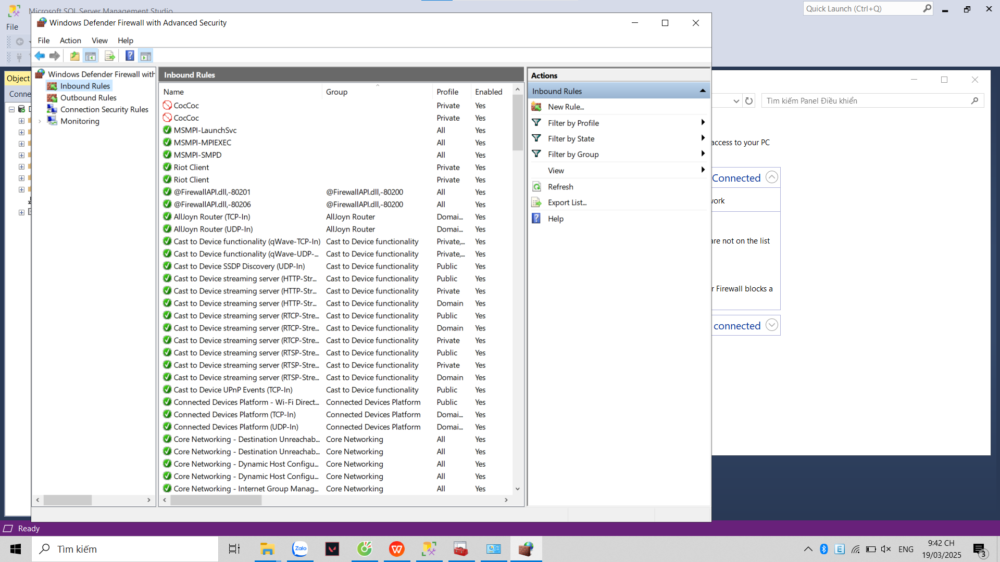 Microsoft SQL Server Management Studio
Quick Launch (Ctrl+Q)
File
Windows Defender Firewall with Advanced Security
File Action View Help
Object
Conne
Windows Defender Firewall with
Inbound Rules
Outbound Rules
Connection Security Rules
Monitoring
Inbound Rules
Name Group Profile Enabled
CocCoc Private Yes
CocCoc Private Yes
MSMPI-LaunchSvc All Yes
MSMPI-MPIEXEC All Yes
MSMPI-SMPD All Yes
Riot Client Private Yes
Riot Client Private Yes
@FirewallAPI.dll,-80201 @FirewallAPI.dll,-80200 All Yes
@FirewallAPI.dll,-80206 @FirewallAPI.dll,-80200 All Yes
AllJoyn Router (TCP-In) AllJoyn Router Domai... Yes
AllJoyn Router (UDP-In) AllJoyn Router Domai... Yes
Cast to Device functionality (qWave-TCP-In) Cast to Device functionality Private,... Yes
Cast to Device functionality (qWave-UDP-... Cast to Device functionality Private,... Yes
Cast to Device SSDP Discovery (UDP-In) Cast to Device functionality Public Yes
Cast to Device streaming server (HTTP-Str... Cast to Device functionality Public Yes
Cast to Device streaming server (HTTP-Str... Cast to Device functionality Private Yes
Cast to Device streaming server (HTTP-Str... Cast to Device functionality Domain Yes
Cast to Device streaming server (RTCP-Stre... Cast to Device functionality Public Yes
Cast to Device streaming server (RTCP-Stre... Cast to Device functionality Domain Yes
Cast to Device streaming server (RTCP-Stre... Cast to Device functionality Private Yes
Cast to Device streaming server (RTSP-Stre... Cast to Device functionality Public Yes
Cast to Device streaming server (RTSP-Stre... Cast to Device functionality Private Yes
Cast to Device streaming server (RTSP-Stre... Cast to Device functionality Domain Yes
Cast to Device UPnP Events (TCP-In) Cast to Device functionality Public Yes
Connected Devices Platform - Wi-Fi Direct... Connected Devices Platform Public Yes
Connected Devices Platform (TCP-In) Connected Devices Platform Domai... Yes
Connected Devices Platform (UDP-In) Connected Devices Platform Domai... Yes
Core Networking - Destination Unreachab... Core Networking All Yes
Core Networking - Destination Unreachab... Core Networking All Yes
Core Networking - Dynamic Host Configu... Core Networking All Yes
Core Networking - Dynamic Host Configu... Core Networking All Yes
Core Networking - Internet Group Manag... Core Networking All Yes
Actions
Inbound Rules
New Rule...
Filter by Profile
Filter by State
Filter by Group
View
Refresh
Export List...
Help
Tìm kiếm Panel Điều khiển
access to your PC
Connected
work
are not on the list
r Firewall blocks a
connected
Ready
Tìm kiếm
Zalo
ENG
9:42 CH
19/03/2025
3